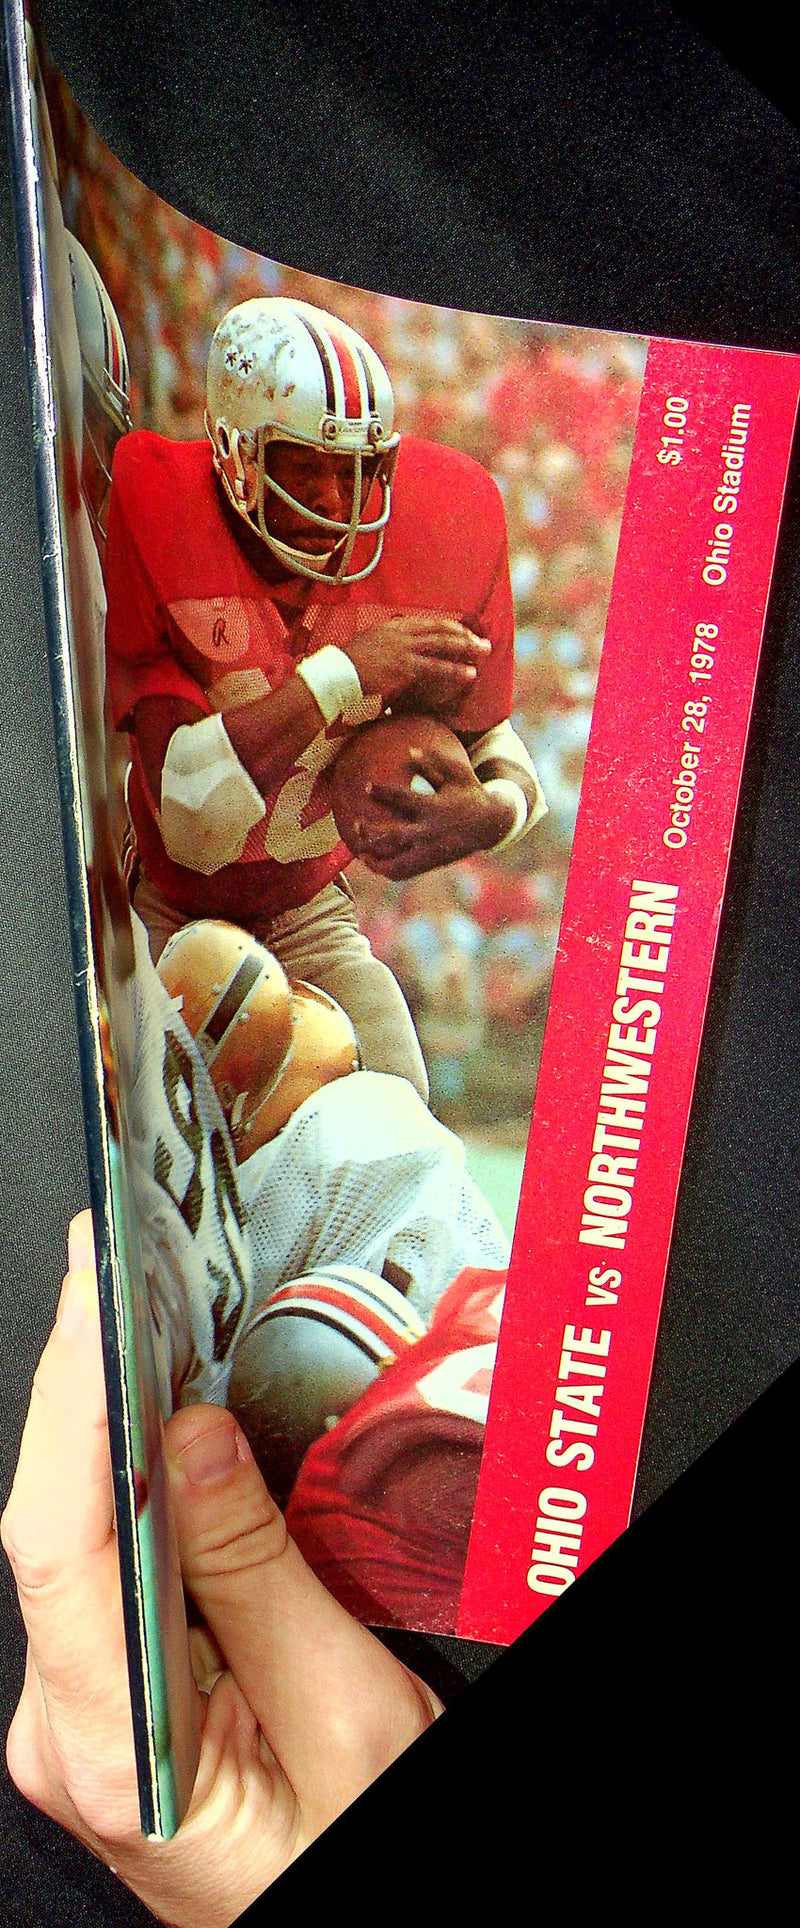 OHIO STATE VS. NORTHWESTERN
October 28, 1978 Ohio Stadium
$1.00